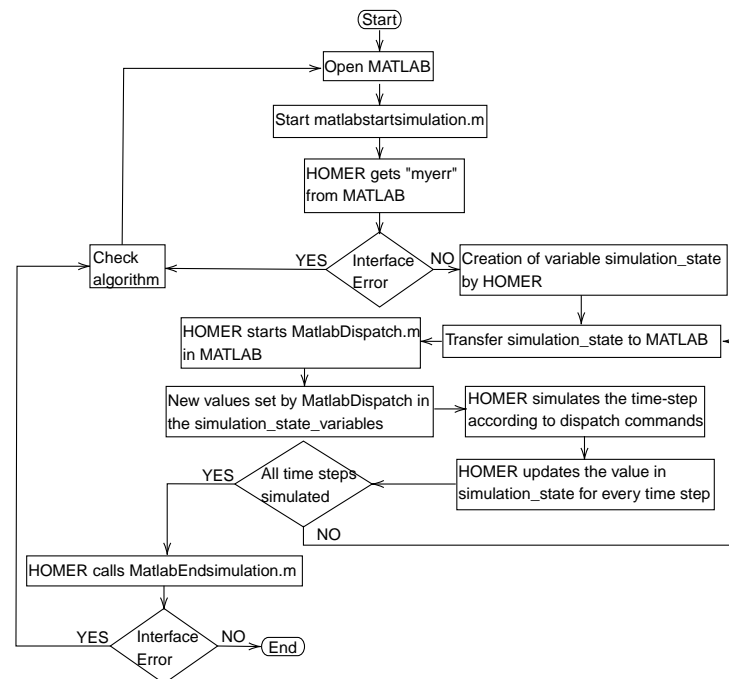 Start
Open MATLAB
Start matlabstartsimulation.m
HOMER gets "myerr"
from MATLAB
Check
algorithm
YES
Interface
Error
NO
Creation of variable simulation_state
by HOMER
HOMER starts MatlabDispatch.m
in MATLAB
Transfer simulation_state to MATLAB
New values set by MatlabDispatch in
the simulation_state_variables
HOMER simulates the time-step
according to dispatch commands
YES
All time steps
simulated
HOMER updates the value in
simulation_state for every time step
NO
HOMER calls MatlabEndsimulation.m
YES
Interface
Error
NO
End